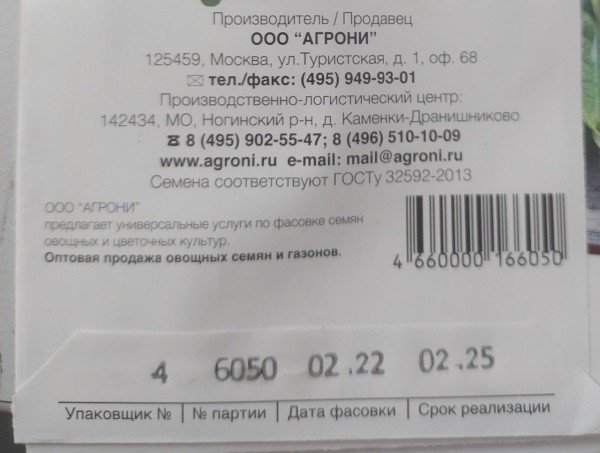 Производитель / Продавец
ООО "АГРОНИ"
125459, Москва, ул.Туристская, д. 1, оф. 68
✉ тел./факс: (495) 949-93-01
Производственно-логистический центр:
142434, МО, Ногинский р-н, д. Каменки-Дранишниково
☎ 8 (495) 902-55-47; 8 (496) 510-10-09
www.agroni.ru e-mail: mail@agroni.ru
Семена соответствуют ГОСТу 32592-2013
ООО "АГРОНИ"
предлагает универсальные услуги по фасовке семян
овощных и цветочных культур.
Оптовая продажа овощных семян и газонов.
4 660000 166050
4 6050 02.22 02.25
Упаковщик № | № партии | Дата фасовки | Срок реализации